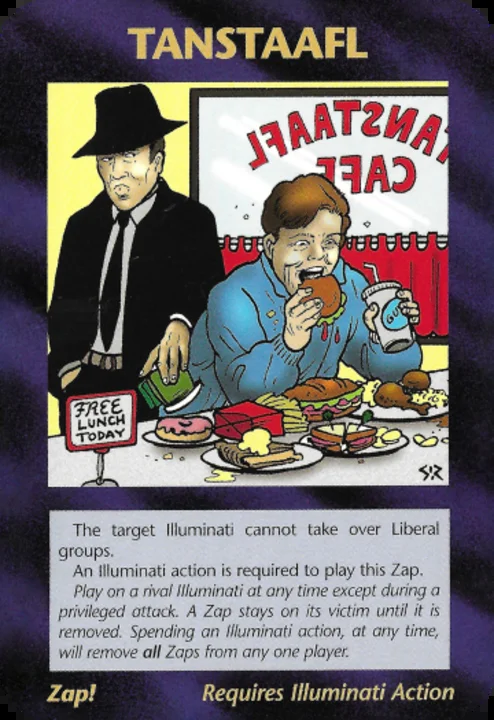 TANSTAAFL
TANSTAAFL
CAFE
FREE
LUNCH
TODAY
The target Illuminati cannot take over Liberal
groups.
An Illuminati action is required to play this Zap.
Play on a rival Illuminati at any time except during a
privileged attack. A Zap stays on its victim until it is
removed. Spending an Illuminati action, at any time,
will remove all Zaps from any one player.
Zap!
Requires Illuminati Action